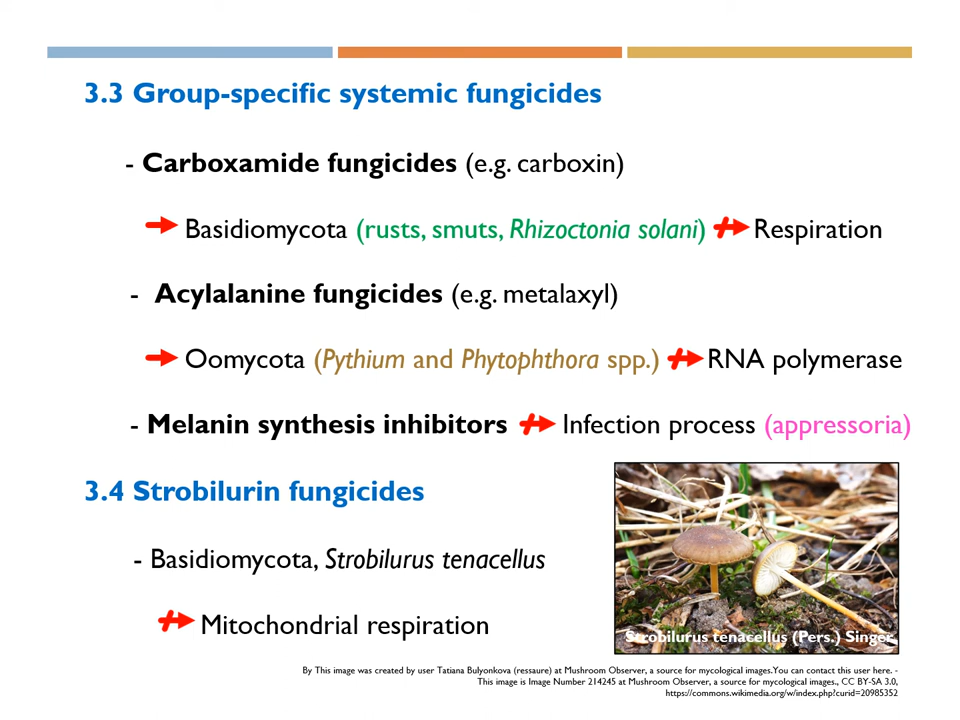 3.3 Group-specific systemic fungicides
- Carboxamide fungicides (e.g. carboxin)
Basidiomycota (rusts, smuts, Rhizoctonia solani) Respiration
- Acylalanine fungicides (e.g. metalaxyl)
Oomycota (Pythium and Phytophthora spp.) RNA polymerase
- Melanin synthesis inhibitors Infection process (appressoria)
3.4 Strobilurin fungicides
- Basidiomycota, Strobilurus tenacellus
Mitochondrial respiration
Strobilurus tenacellus (Pers.) Singer,
By This image was created by user Tatiana Bulyonkova (ressaure) at Mushroom Observer, a source for mycological images.You can contact this user here. -
This image is Image Number 214245 at Mushroom Observer, a source for mycological images., CC BY-SA 3.0,
https://commons.wikimedia.org/w/index.php?curid=20985352